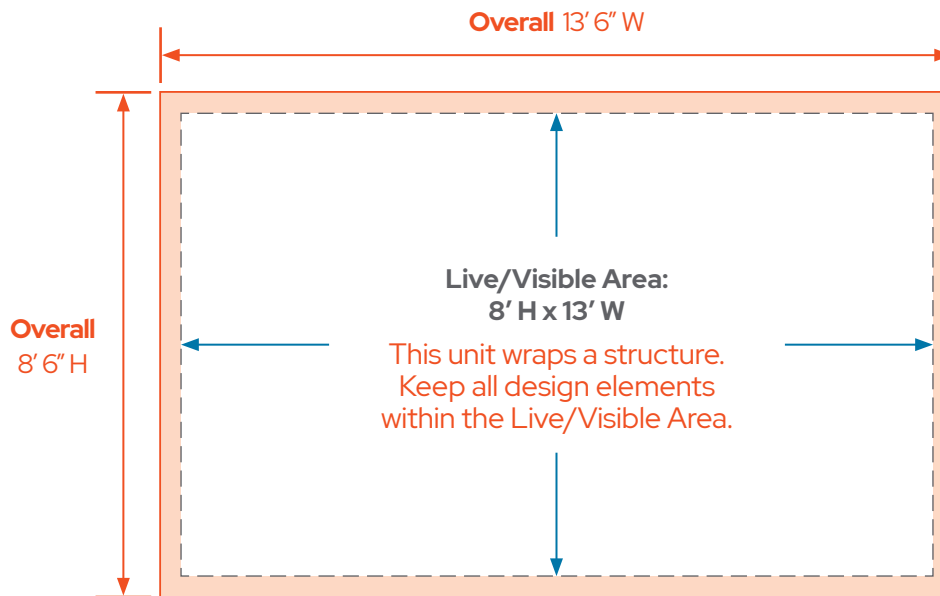 Overall 13′ 6″ W
Live/Visible Area:
8′ H x 13′ W
Overall
8′ 6″ H
This unit wraps a structure.
Keep all design elements
within the Live/Visible Area.